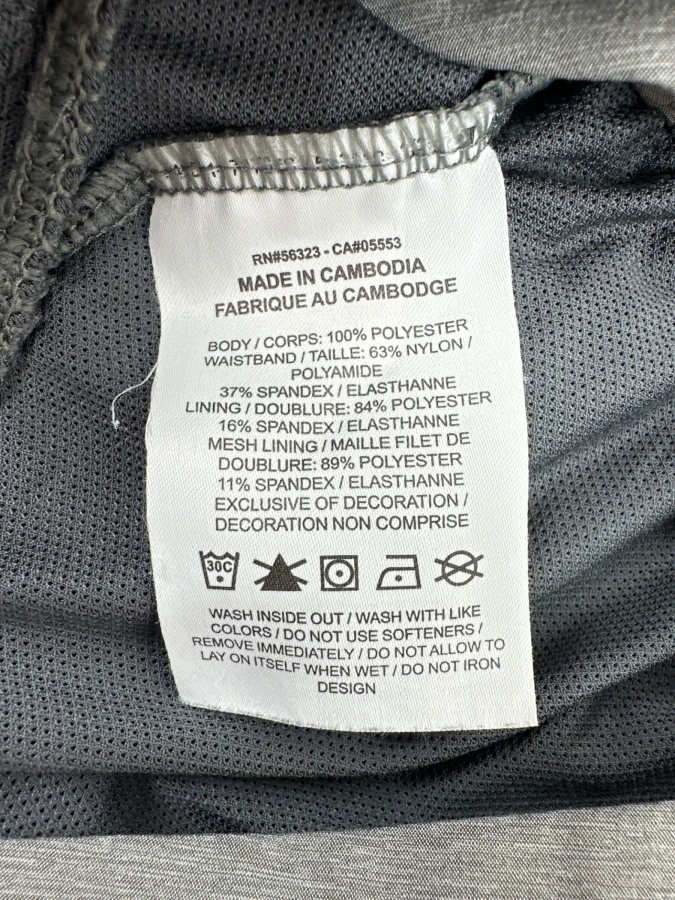 RN#56323 - CA#05553
MADE IN CAMBODIA
FABRIQUE AU CAMBODGE
BODY / CORPS: 100% POLYESTER
WAISTBAND / TAILLE: 63% NYLON /
POLYAMIDE
37% SPANDEX / ELASTHANNE
LINING / DOUBLURE: 84% POLYESTER
16% SPANDEX / ELASTHANNE
MESH LINING / MAILLE FILET DE
DOUBLURE: 89% POLYESTER
11% SPANDEX / ELASTHANNE
EXCLUSIVE OF DECORATION /
DECORATION NON COMPRISE
30C
WASH INSIDE OUT / WASH WITH LIKE
COLORS / DO NOT USE SOFTENERS /
REMOVE IMMEDIATELY / DO NOT ALLOW TO
LAY ON ITSELF WHEN WET / DO NOT IRON
DESIGN